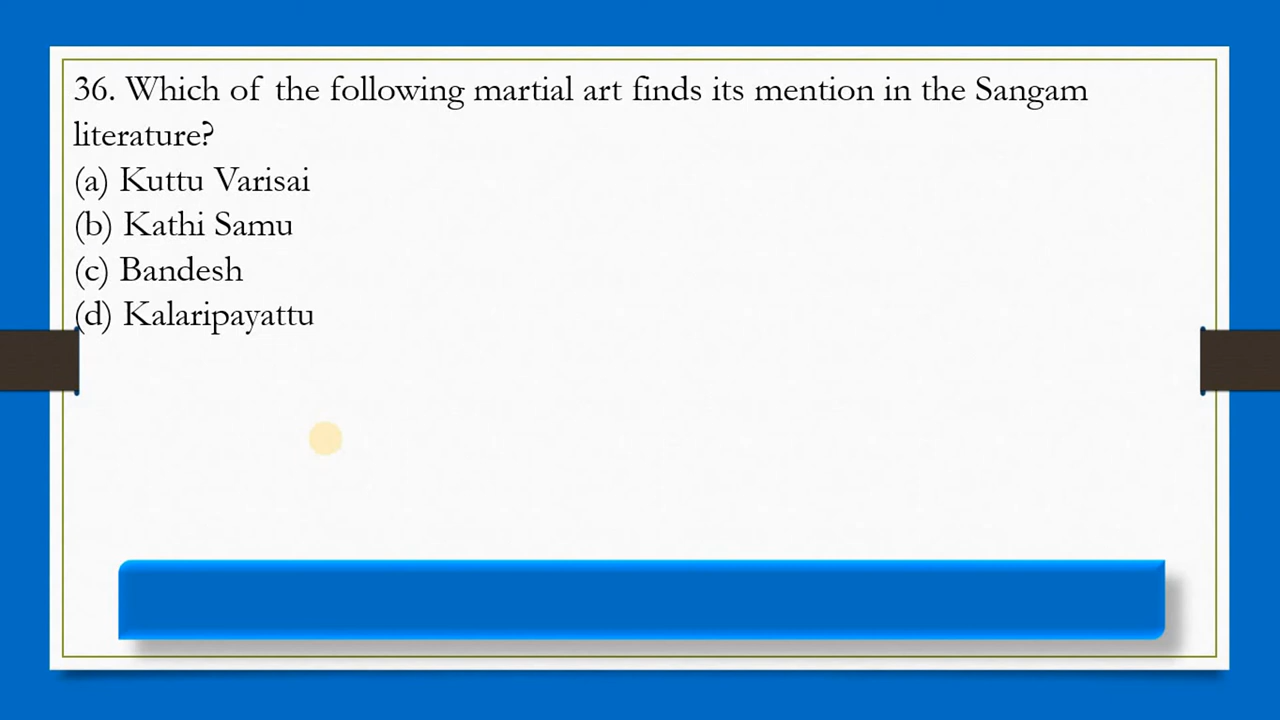 36. Which of the following martial art finds its mention in the Sangam
literature?
(a) Kuttu Varisai
(b) Kathi Samu
(c) Bandesh
(d) Kalaripayattu